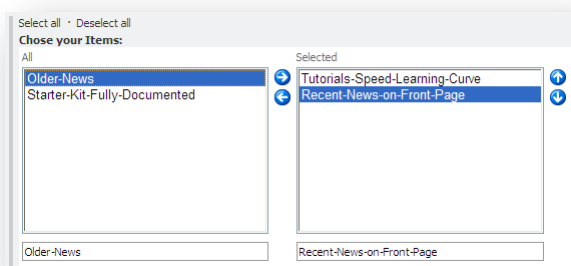 Select all · Deselect all
Chose your Items:
All
Selected
Older-News
Starter-Kit-Fully-Documented
Tutorials-Speed-Learning-Curve
Recent-News-on-Front-Page
Older-News
Recent-News-on-Front-Page